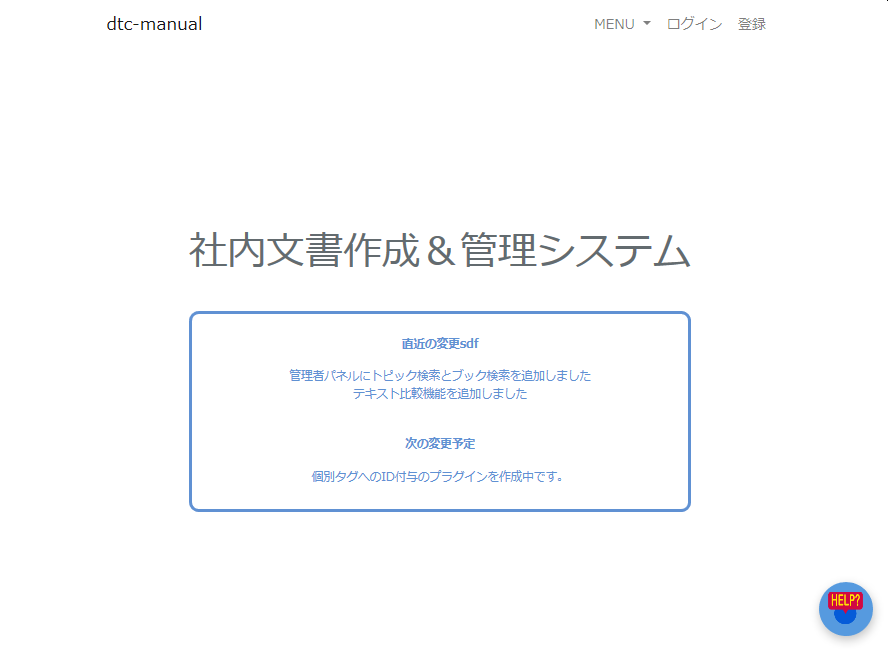 dtc-manual
MENU
ログイン
登録
社内文書作成＆管理システム
直近の変更sdf
管理者パネルにトピック検索とブック検索を追加しました
テキスト比較機能を追加しました
次の変更予定
個別タグへのID付与のプラグインを作成中です。
HELP?